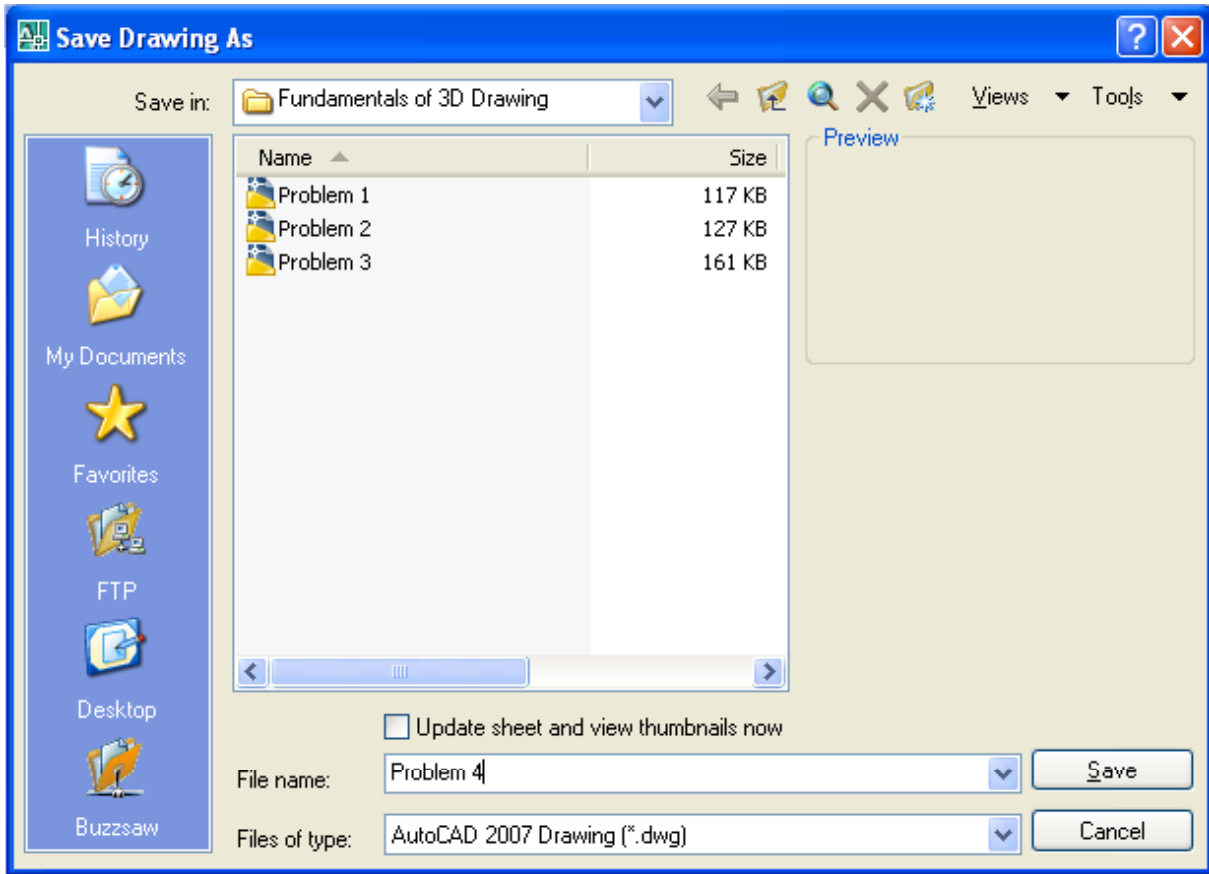 Save Drawing As
Save in: Fundamentals of 3D Drawing Views Tools
History
My Documents
Favorites
FTP
Desktop
Buzzsaw
Name Size
Problem 1 117 KB
Problem 2 127 KB
Problem 3 161 KB
Preview
Update sheet and view thumbnails now
File name: Problem 4 Save
Files of type: AutoCAD 2007 Drawing (*.dwg) Cancel